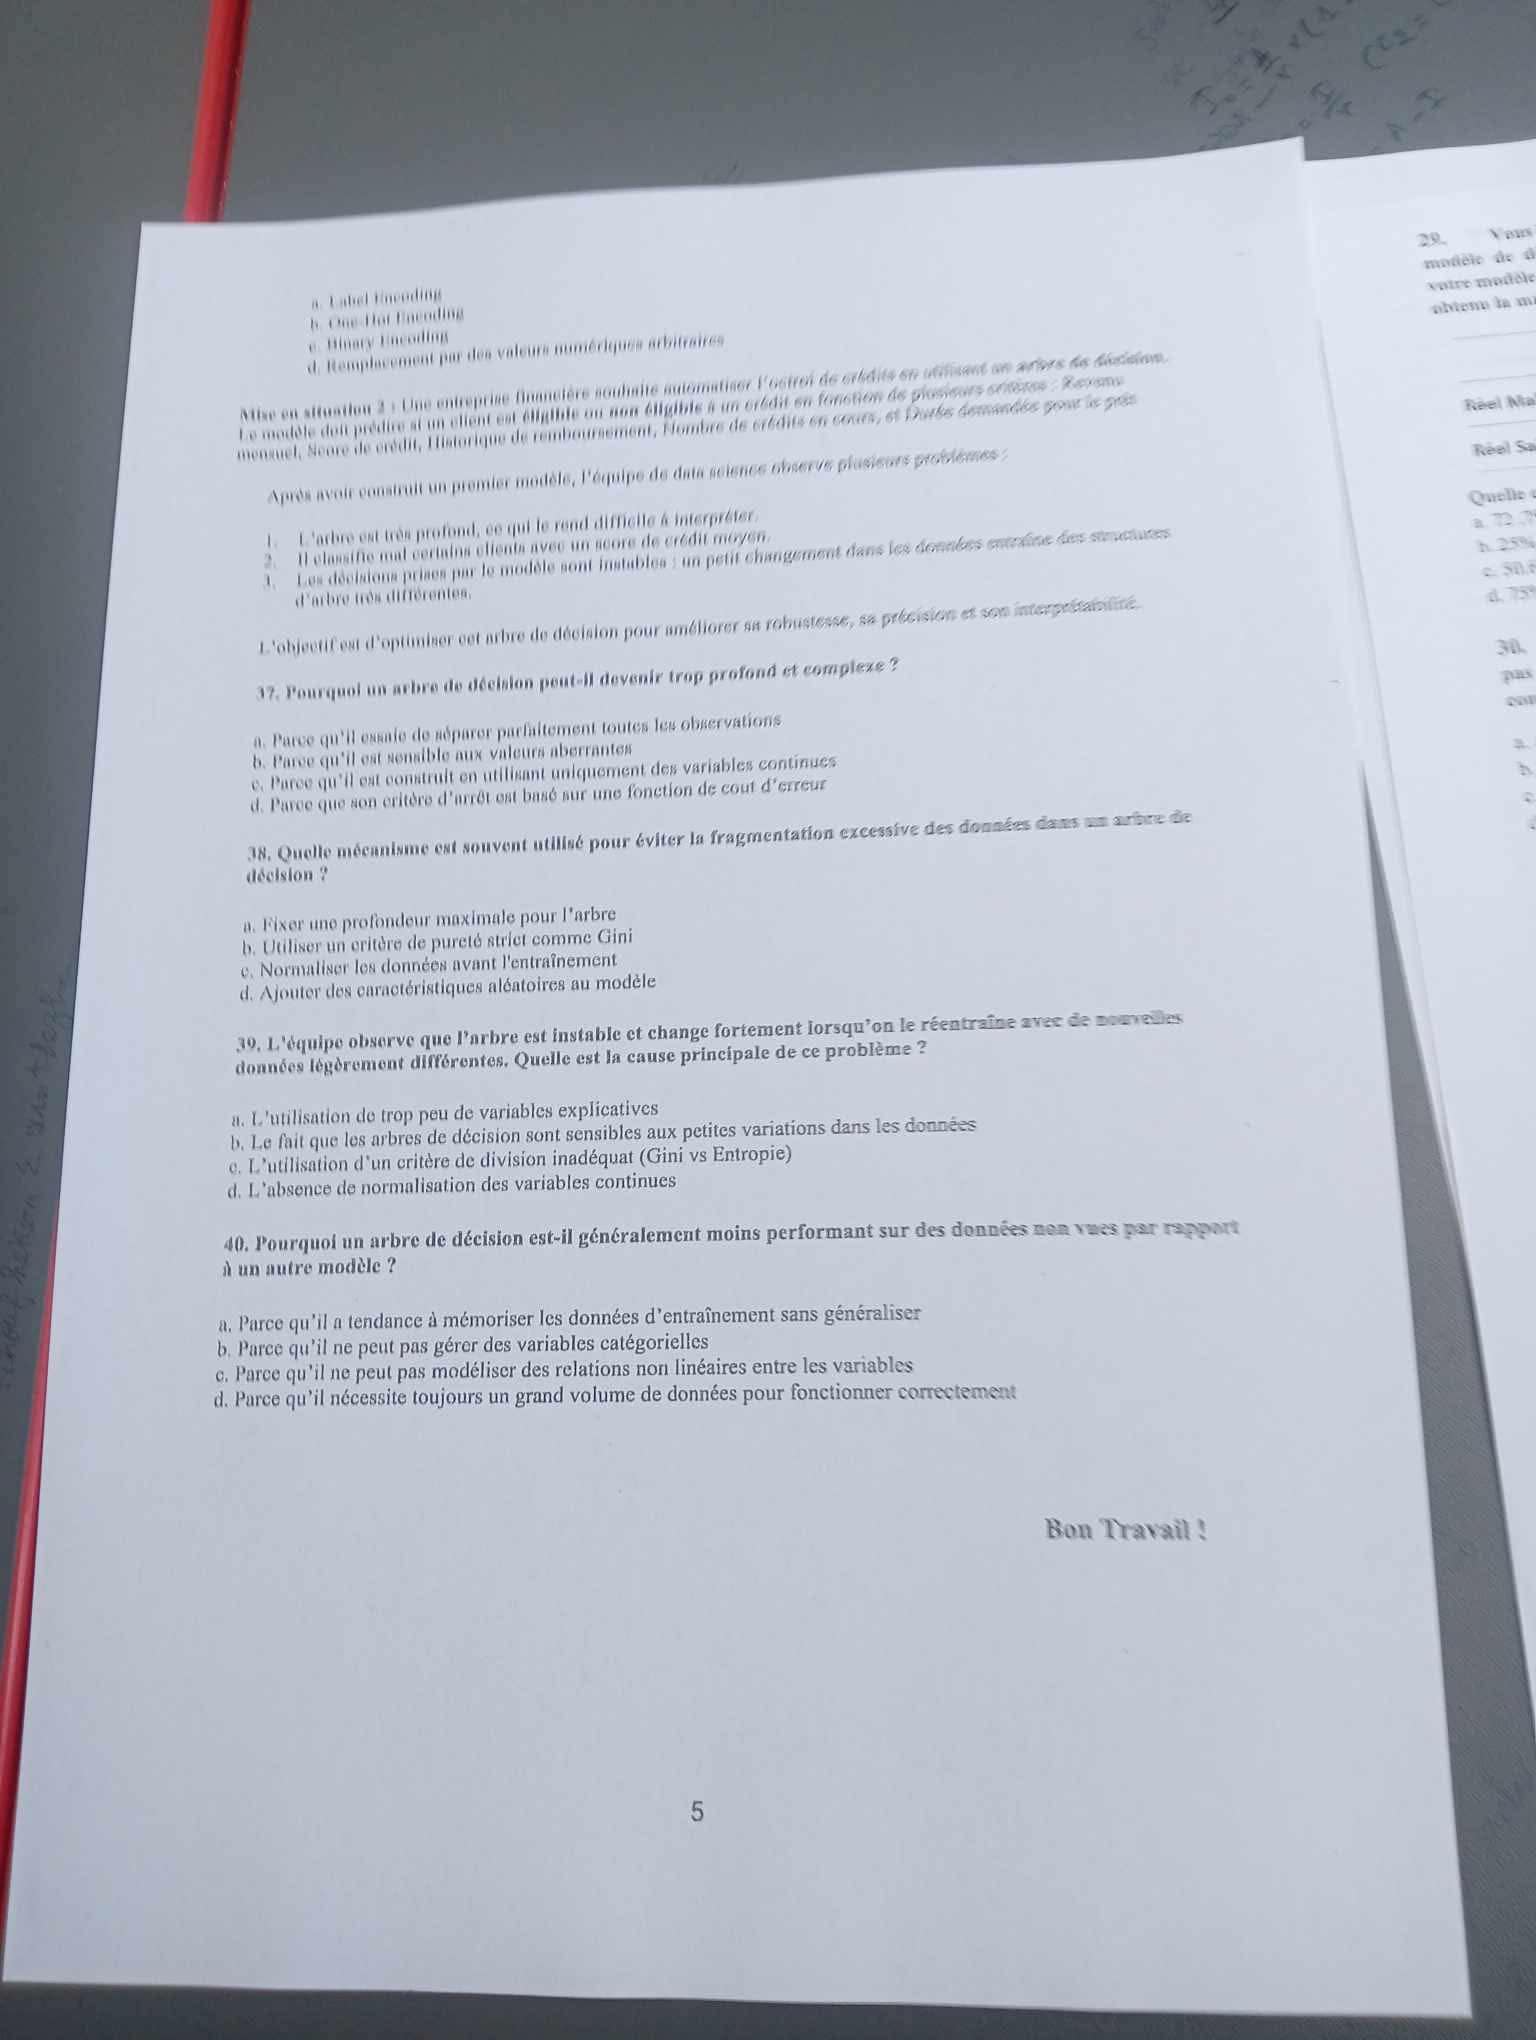 a. Label Encoding
b. One-Hot Encoding
c. Binary Encoding
d. Remplacement par des valeurs numériques arbitraires
Mise en situation 2 : Une entreprise financière souhaite automatiser l'octroi de crédits en utilisant un arbre de décision.
Le modèle doit prédire si un client est éligible ou non éligible à un crédit en fonction de plusieurs critères : Revenu
mensuel, Score de crédit, Historique de remboursement, Nombre de crédits en cours, et Durée demandée pour le prêt.
Après avoir construit un premier modèle, l'équipe de data science observe plusieurs problèmes :
1. L'arbre est très profond, ce qui le rend difficile à interpréter.
2. Il classifie mal certains clients avec un score de crédit moyen.
3. Les décisions prises par le modèle sont instables : un petit changement dans les données entraîne des structures
d'arbre très différentes.
L'objectif est d'optimiser cet arbre de décision pour améliorer sa robustesse, sa précision et son interprétabilité.
37. Pourquoi un arbre de décision peut-il devenir trop profond et complexe ?
a. Parce qu'il essaie de séparer parfaitement toutes les observations
b. Parce qu'il est sensible aux valeurs aberrantes
c. Parce qu'il est construit en utilisant uniquement des variables continues
d. Parce que son critère d'arrêt est basé sur une fonction de cout d'erreur
38. Quelle mécanisme est souvent utilisé pour éviter la fragmentation excessive des données dans un arbre de
décision ?
a. Fixer une profondeur maximale pour l'arbre
b. Utiliser un critère de pureté strict comme Gini
c. Normaliser les données avant l'entraînement
d. Ajouter des caractéristiques aléatoires au modèle
39. L'équipe observe que l'arbre est instable et change fortement lorsqu'on le réentraîne avec de nouvelles
données légèrement différentes. Quelle est la cause principale de ce problème ?
a. L'utilisation de trop peu de variables explicatives
b. Le fait que les arbres de décision sont sensibles aux petites variations dans les données
c. L'utilisation d'un critère de division inadéquat (Gini vs Entropie)
d. L'absence de normalisation des variables continues
40. Pourquoi un arbre de décision est-il généralement moins performant sur des données non vues par rapport
à un autre modèle ?
a. Parce qu'il a tendance à mémoriser les données d'entraînement sans généraliser
b. Parce qu'il ne peut pas gérer des variables catégorielles
c. Parce qu'il ne peut pas modéliser des relations non linéaires entre les variables
d. Parce qu'il nécessite toujours un grand volume de données pour fonctionner correctement
Bon Travail !
5
29. Vous
modèle de
votre modèle
obtenu la
Réel
Réel
Quelle
a. 72
b. 25%
c. 50
d. 75
30.
pas
a.
b.